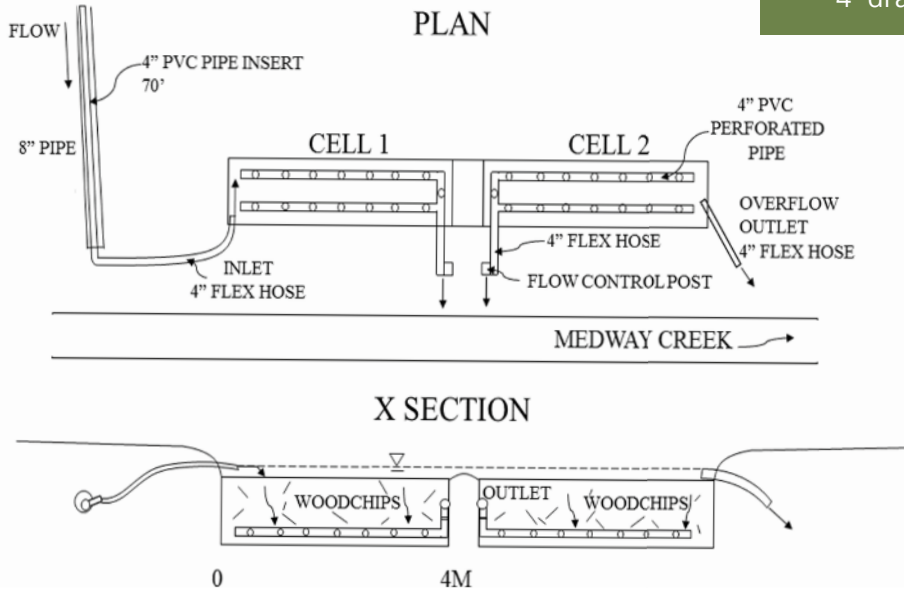 4" dra
PLAN
FLOW
4” PVC PIPE INSERT
70’
8” PIPE
CELL 1
CELL 2
4” PVC
PERFORATED
PIPE
OVERFLOW
OUTLET
4” FLEX HOSE
INLET
4” FLEX HOSE
4” FLEX HOSE
FLOW CONTROL POST
MEDWAY CREEK
X SECTION
WOODCHIPS
OUTLET
WOODCHIPS
0
4M